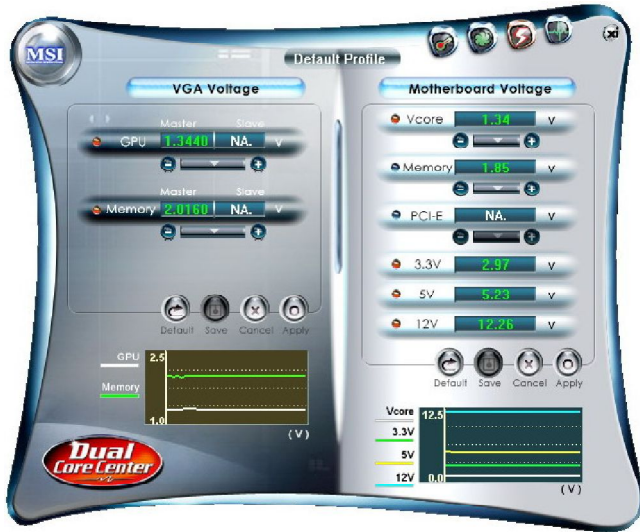 MSI
Default Profile
xi
VGA Voltage
Master Slave
GPU 1.3440 NA. V
Master Slave
Memory 2.0160 NA. V
Default Save Cancel Apply
GPU
Memory
2.5
1.0
(V)
Dual
Core Center
Motherboard Voltage
Vcore 1.34 v
Memory 1.85 v
PCI-E NA. v
3.3V 2.97 v
5V 5.23 v
12V 12.26 v
Default Save Cancel Apply
Vcore
3.3V
5V
12V
12.5
0.0
(V)